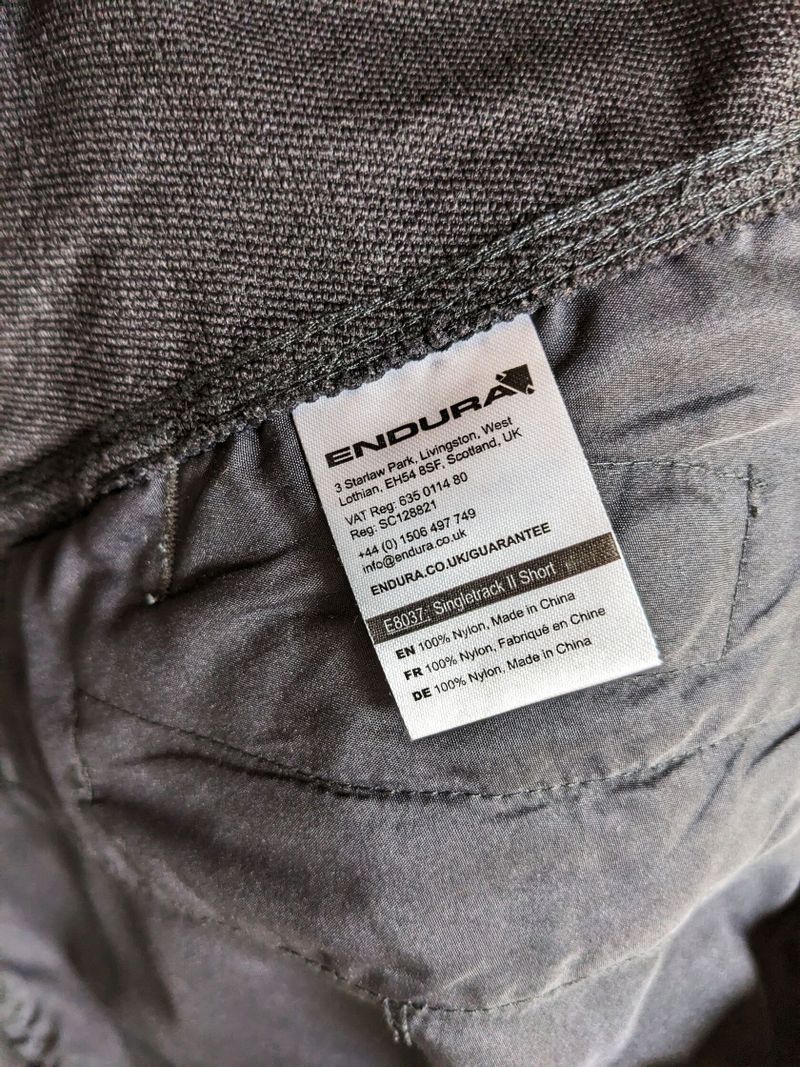 ENDURA
3 Starlaw Park, Livingston, West
Lothian, EH54 8SF, Scotland, UK
VAT Reg: 635 0114 80
Reg: SC128821
+44 (0) 1506 497 749
info@endura.co.uk
ENDURA.CO.UK/GUARANTEE
E8037: Singletrack II Short
EN 100% Nylon, Made in China
FR 100% Nylon, Fabriqué en Chine
DE 100% Nylon, Made in China